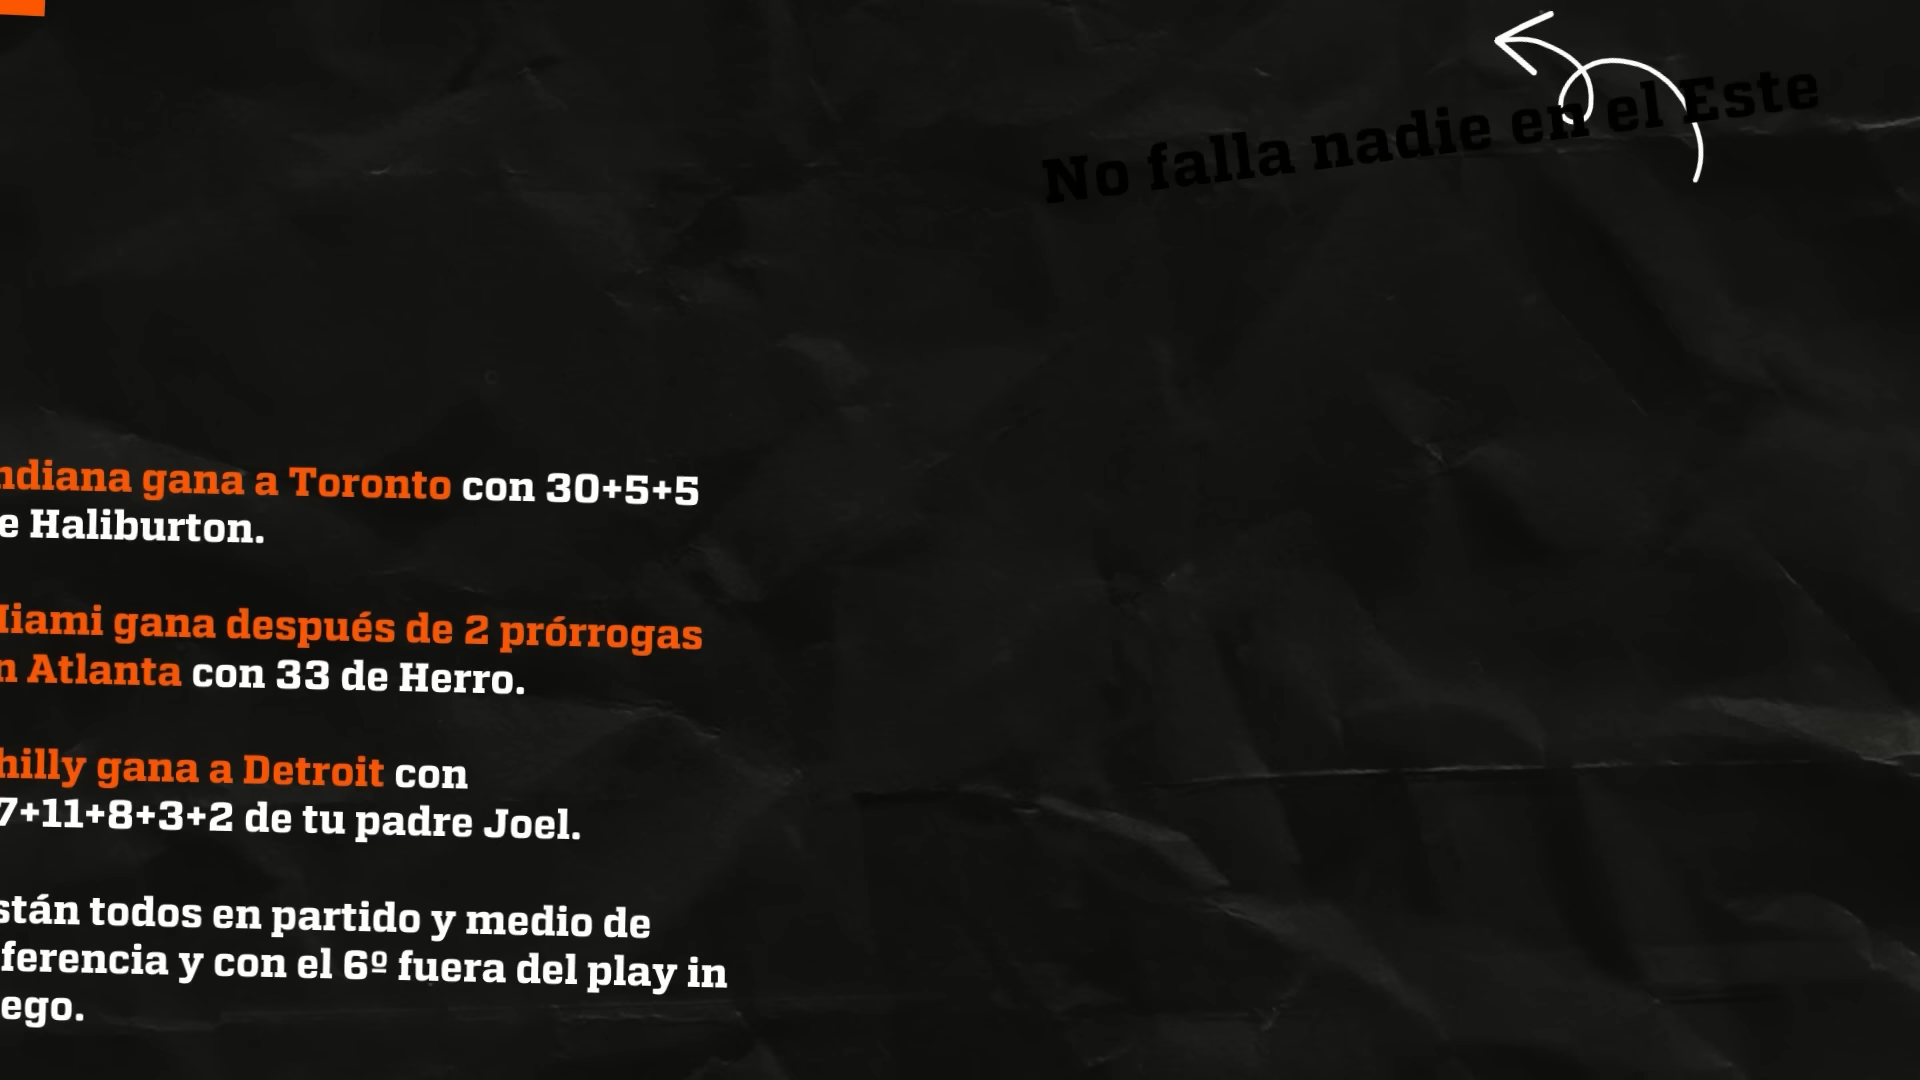 No falla nadie en el Este
ndiana gana a Toronto con 30+5+5
e Haliburton.
iami gana después de 2 prórrogas
n Atlanta con 33 de Herro.
hilly gana a Detroit con
7+11+8+3+2 de tu padre Joel.
stán todos en partido y medio de
ferencia y con el 6º fuera del play in
ego.